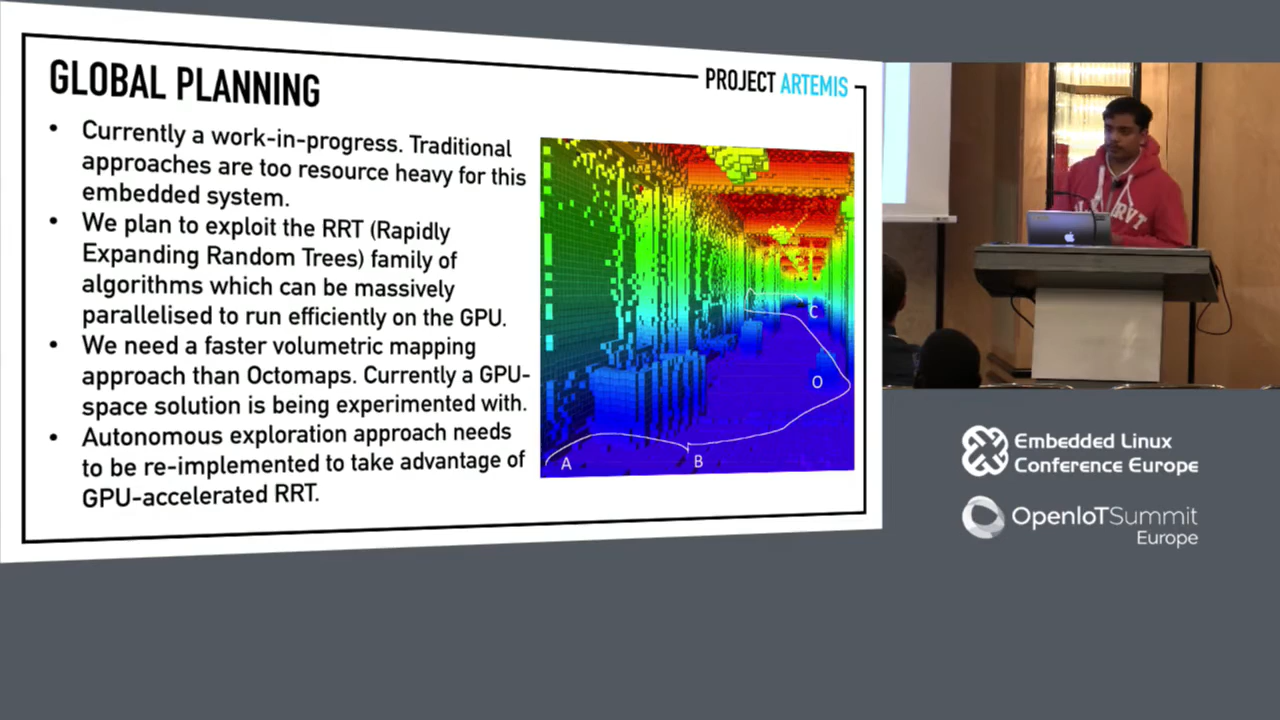 GLOBAL PLANNING
PROJECT ARTEMIS
• Currently a work-in-progress. Traditional
approaches are too resource heavy for this
embedded system.
• We plan to exploit the RRT (Rapidly
Expanding Random Trees) family of
algorithms which can be massively
parallelised to run efficiently on the GPU.
• We need a faster volumetric mapping
approach than Octomaps. Currently a GPU-
space solution is being experimented with.
• Autonomous exploration approach needs
to be re-implemented to take advantage of
GPU-accelerated RRT.
C
O
A
B
Embedded Linux
Conference Europe
OpenIoTSummit
Europe